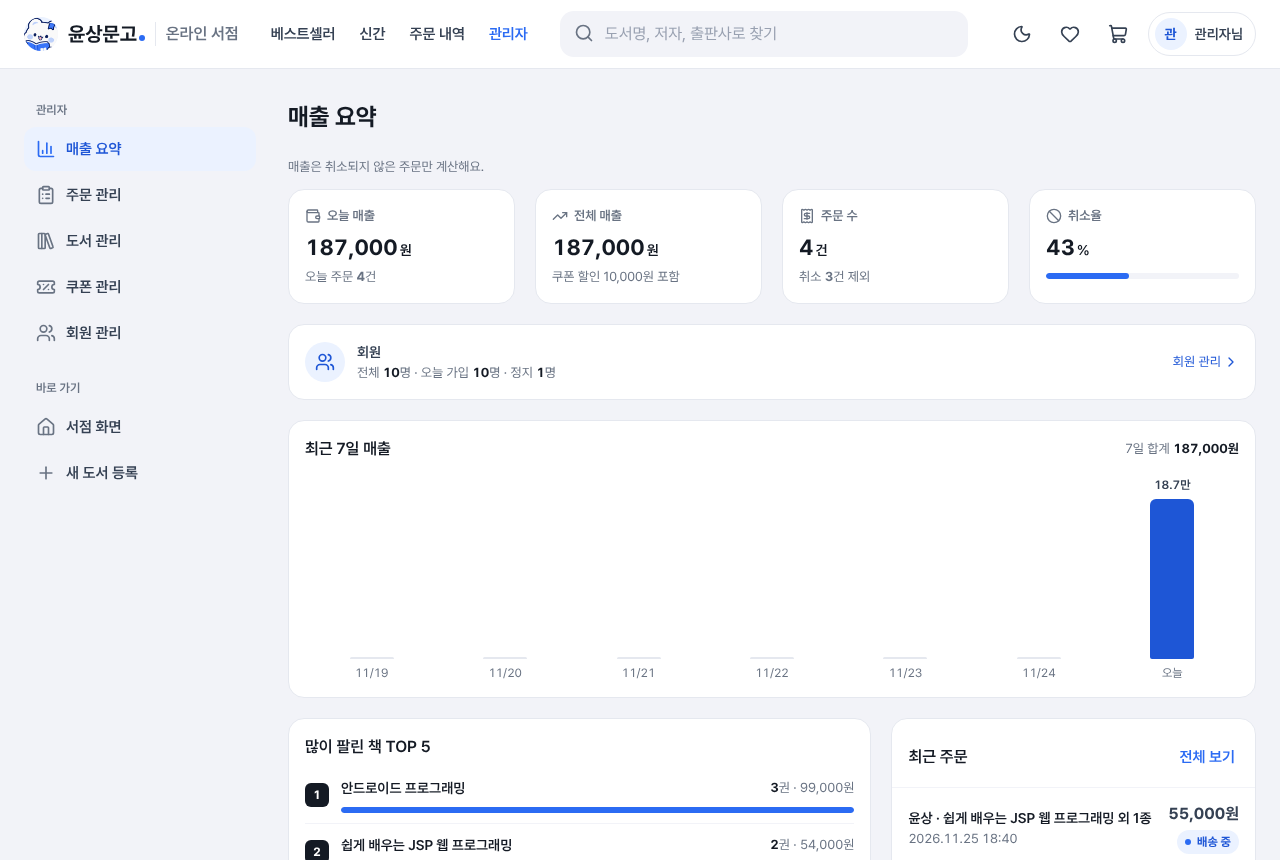 윤상문고
온라인 서점
베스트셀러
신간
주문 내역
관리자
도서명, 저자, 출판사로 찾기
관
관리자님
관리자
매출 요약
주문 관리
도서 관리
쿠폰 관리
회원 관리
바로 가기
서점 화면
새 도서 등록
매출 요약
매출은 취소되지 않은 주문만 계산해요.
오늘 매출
187,000원
오늘 주문 4건
전체 매출
187,000원
쿠폰 할인 10,000원 포함
주문 수
4건
취소 3건 제외
취소율
43%
회원
전체 10명 · 오늘 가입 10명 · 정지 1명
회원 관리
최근 7일 매출
7일 합계 187,000원
18.7만
11/19
11/20
11/21
11/22
11/23
11/24
오늘
많이 팔린 책 TOP 5
1
안드로이드 프로그래밍
3권 · 99,000원
2
쉽게 배우는 JSP 웹 프로그래밍
2권 · 54,000원
최근 주문
전체 보기
윤상 · 쉽게 배우는 JSP 웹 프로그래밍 외 1종
55,000원
2026.11.25 18:40
배송 중